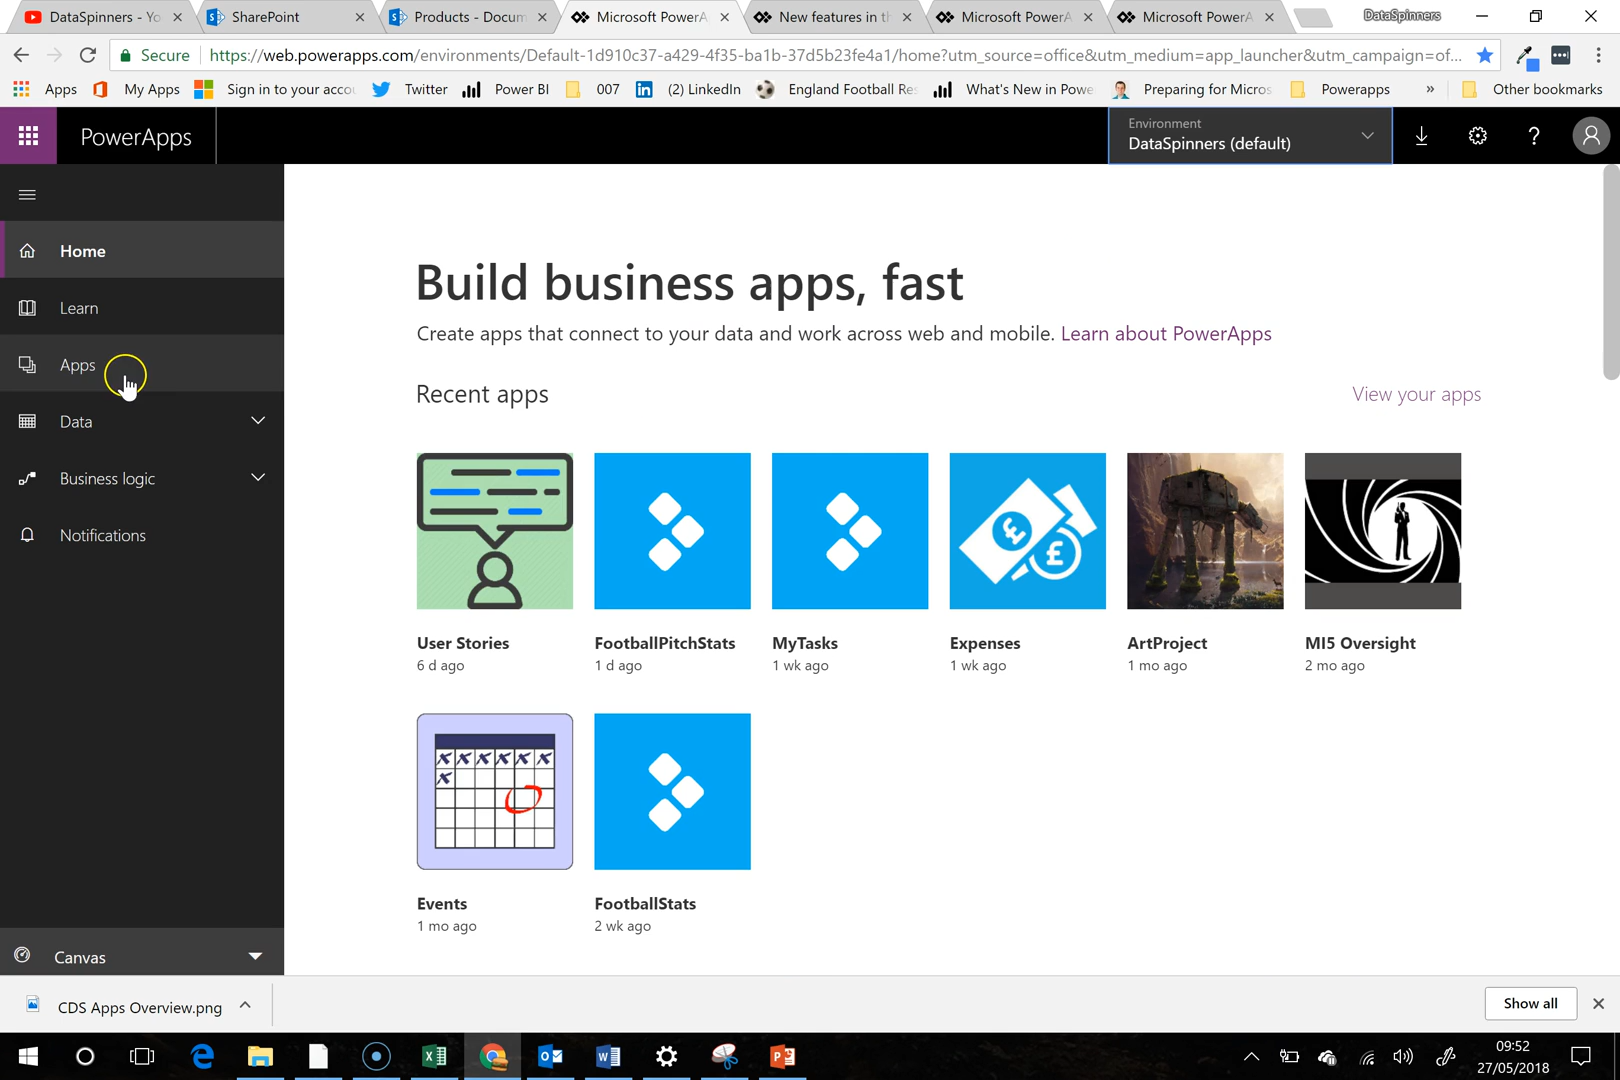 DataSpinners - Yo
SharePoint
Products - Docum
Microsoft PowerA
New features in th
Microsoft PowerA
Microsoft PowerA
DataSpinners
Secure
https://web.powerapps.com/environments/Default-1d910c37-a429-4f35-ba1b-37d5b23fe4a1/home?utm_source=office&utm_medium=app_launcher&utm_campaign=of...
Apps
My Apps
Sign in to your accou
Twitter
Power BI
007
(2) LinkedIn
England Football Res
What's New in Powe
Preparing for Micros
Powerapps
»
Other bookmarks
PowerApps
Environment
DataSpinners (default)
?
Home
Learn
Apps
Data
Business logic
Notifications
Canvas
Build business apps, fast
Create apps that connect to your data and work across web and mobile. Learn about PowerApps
Recent apps
View your apps
User Stories
6 d ago
FootballPitchStats
1 d ago
MyTasks
1 wk ago
Expenses
1 wk ago
ArtProject
1 mo ago
MI5 Oversight
2 mo ago
Events
1 mo ago
FootballStats
2 wk ago
CDS Apps Overview.png
Show all
09:52
27/05/2018